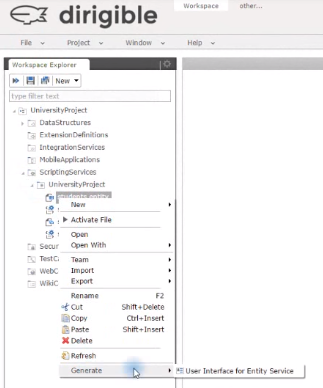 dirigible
Workspace
other...
File
Project
Window
Help
Workspace Explorer
New
type filter text
UniversityProject
DataStructures
ExtensionDefinitions
IntegrationServices
MobileApplications
ScriptingServices
UniversityProject
New
Activate File
Open
Open With
Team
Import
Export
Rename F2
Cut Shift+Delete
Copy Ctrl+Insert
Paste Shift+Insert
Delete
Refresh
Generate
User Interface for Entity Service
Secur
TestCa
WebC
WikiC